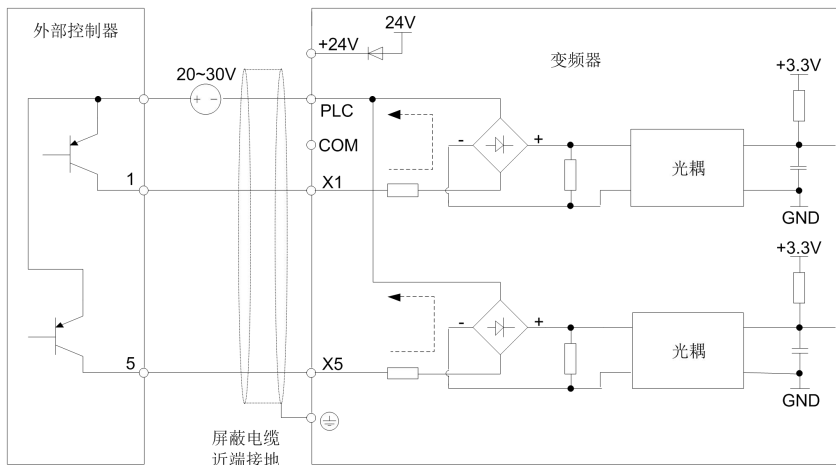 外部控制器
24V
+24V
变频器
20~30V
+3.3V
+ -
PLC
COM
- +
光耦
1
X1
GND
+3.3V
- +
光耦
5
X5
GND
屏蔽电缆
近端接地